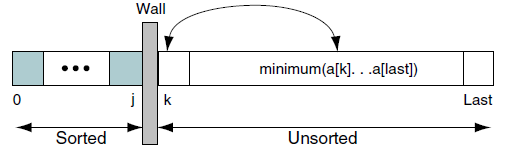 Wall
••• minimum(a[k]. . .a[last])
0 j k Last
Sorted Unsorted